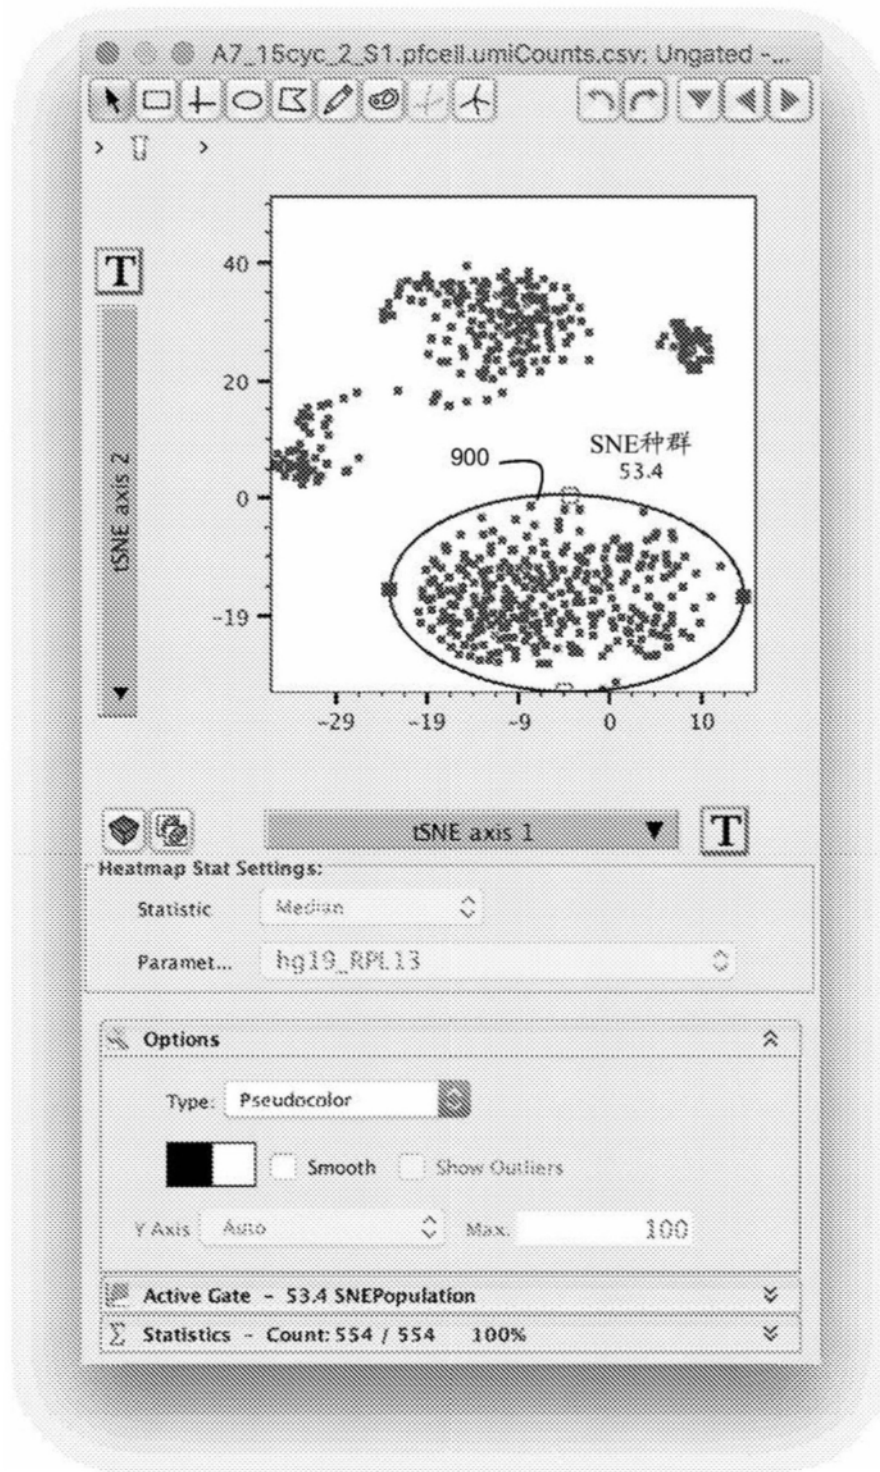 A7_15cyc_2_S1.pfcell.umiCounts.csv: Ungated -...
T
40
20
0
-19
tSNE axis 2
SNE种群
53.4
900
-29 -19 -9 0 10
tSNE axis 1
T
Heatmap Stat Settings:
Statistic Median
Paramet... hg19_RPL13
Options
Type: Pseudocolor
Smooth Show Outliers
Y Axis Auto Max. 100
Active Gate - 53.4 SNEPopulation
Σ Statistics - Count: 554 / 554 100%